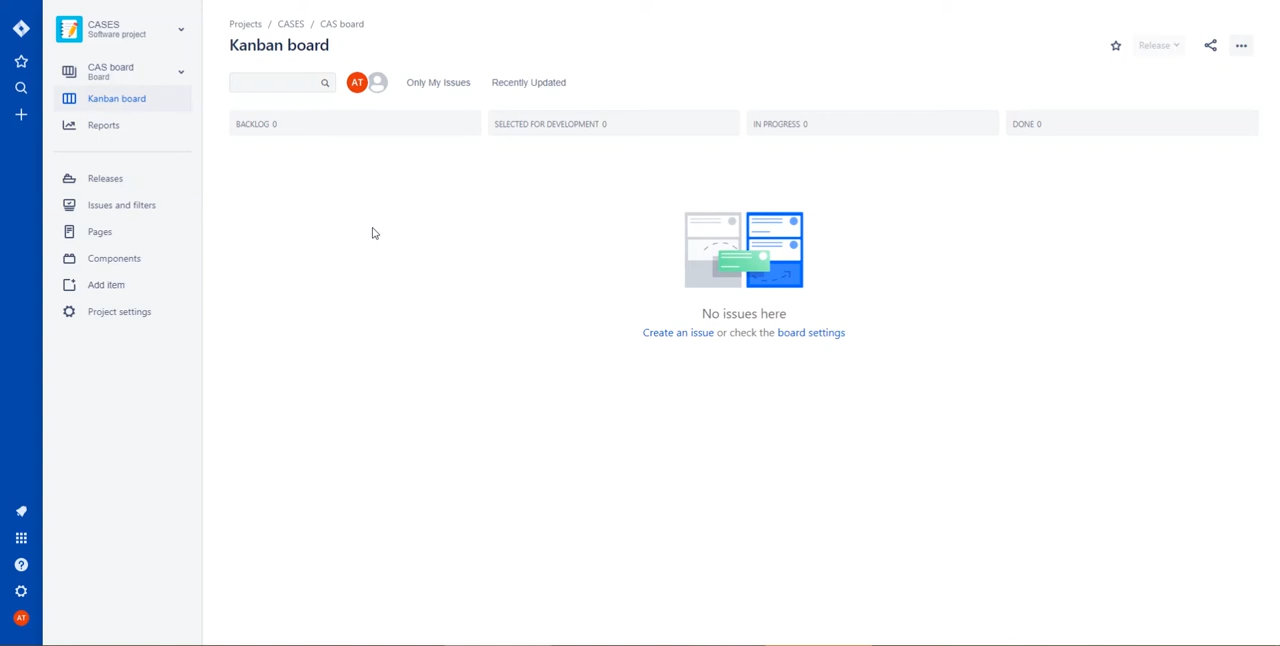 CASES
Software project
CAS board
Board
Kanban board
Reports
Releases
Issues and filters
Pages
Components
Add item
Project settings
AT
Projects / CASES / CAS board
Kanban board
Release
AT
Only My Issues
Recently Updated
BACKLOG 0
SELECTED FOR DEVELOPMENT 0
IN PROGRESS 0
DONE 0
No issues here
Create an issue or check the board settings